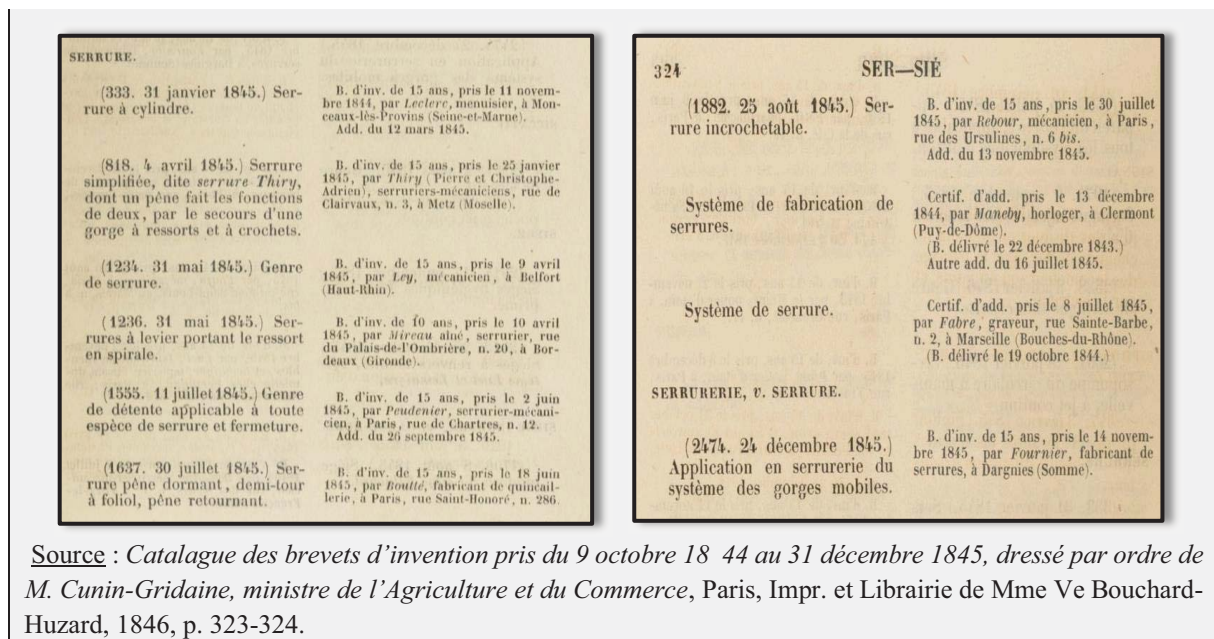 SERRURE.
(333. 31 janvier 1845.) Ser-
rure à cylindre.
B. d'inv. de 15 ans, pris le 11 novem-
bre 1844, par Leclerc, menuisier, à Mon-
ceaux-lès-Provins (Seine-et-Marne).
Add. du 12 mars 1845.
(818. 4 avril 1845.) Serrure
simplifiée, dite serrure Thiry,
dont un pêne fait les fonctions
de deux, par le secours d'une
gorge à ressorts et à crochets.
B. d'inv. de 15 ans, pris le 25 janvier
1845, par Thiry (Pierre et Christophe-
Adrien), serruriers-mécaniciens, rue de
Clairvaux, n. 3, à Metz (Moselle).
(1234. 31 mai 1845.) Genre
de serrure.
B. d'inv. de 15 ans, pris le 9 avril
1845, par Ley, mécanicien, à Belfort
(Haut-Rhin).
(1236. 31 mai 1845.) Ser-
rures à levier portant le ressort
en spirale.
B. d'inv. de 10 ans, pris le 10 avril
1845, par Mireau aîné, serrurier, rue
du Palais-de-l'Ombrière, n. 20, à Bor-
deaux (Gironde).
(1555. 11 juillet 1845.) Genre
de détente applicable à toute
espèce de serrure et fermeture.
B. d'inv. de 15 ans, pris le 2 juin
1845, par Peudenier, serrurier-mécani-
cien, à Paris, rue de Chartres, n. 12.
Add. du 26 septembre 1845.
(1637. 30 juillet 1845.) Ser-
rure pêne dormant, demi-tour
à foliol, pêne retournant.
B. d'inv. de 15 ans, pris le 18 juin
1845, par Boutté, fabricant de quincail-
lerie, à Paris, rue Saint-Honoré, n. 286.
324 SER—SIÉ
(1882. 25 août 1845.) Ser-
rure incrochetable.
B. d'inv. de 15 ans, pris le 30 juillet
1845, par Rebour, mécanicien, à Paris,
rue des Ursulines, n. 6 bis.
Add. du 13 novembre 1845.
Système de fabrication de
serrures.
Certif. d'add. pris le 13 décembre
1844, par Maneby, horloger, à Clermont
(Puy-de-Dôme).
(B. délivré le 22 décembre 1843.)
Autre add. du 16 juillet 1845.
Système de serrure.
Certif. d'add. pris le 8 juillet 1845,
par Fabre, graveur, rue Sainte-Barbe,
n. 2, à Marseille (Bouches-du-Rhône).
(B. délivré le 19 octobre 1844.)
SERRURERIE, v. SERRURE.
(2474. 24 décembre 1845.)
Application en serrurerie du
système des gorges mobiles.
B. d'inv. de 15 ans, pris le 14 novem-
bre 1845, par Fournier, fabricant de
serrures, à Dargnies (Somme).
Source : Catalague des brevets d'invention pris du 9 octobre 18 44 au 31 décembre 1845, dressé par ordre de
M. Cunin-Gridaine, ministre de l'Agriculture et du Commerce, Paris, Impr. et Librairie de Mme Ve Bouchard-
Huzard, 1846, p. 323-324.